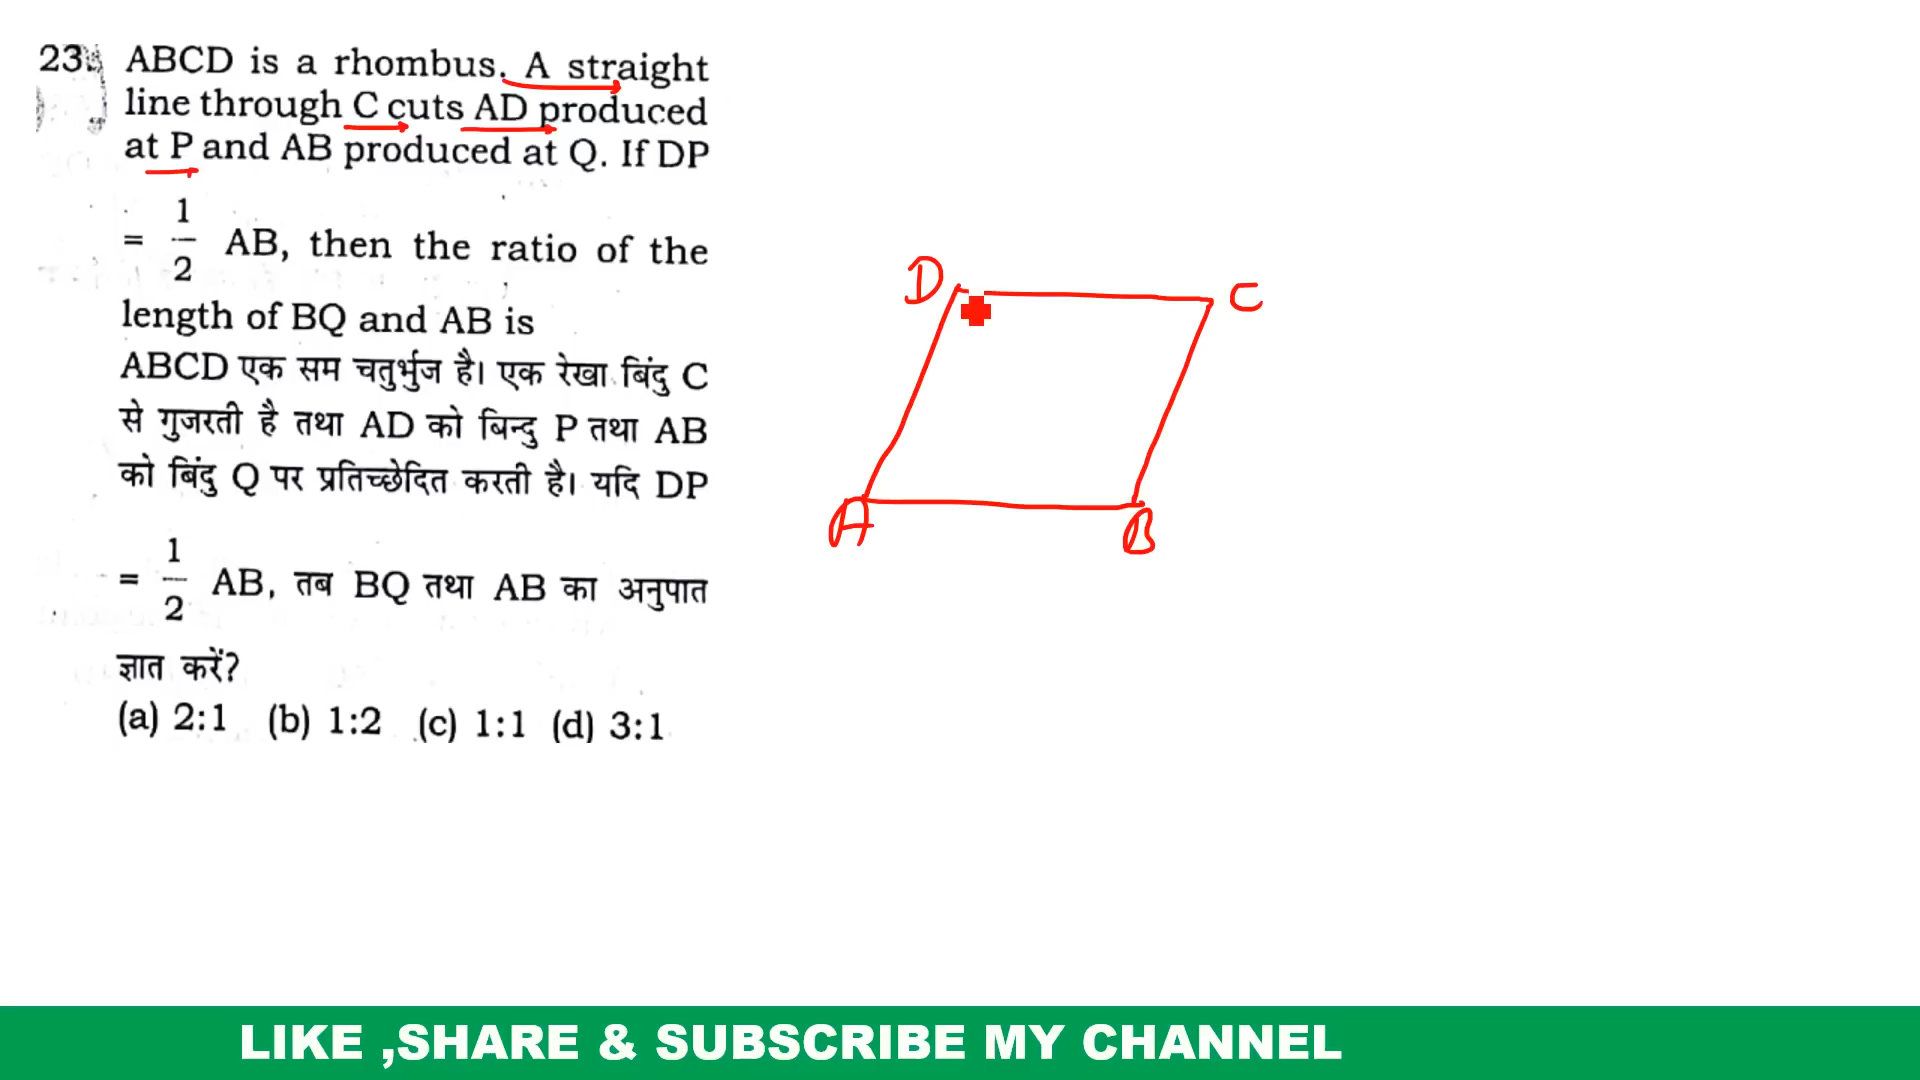 23. ABCD is a rhombus. A straight
line through C cuts AD produced
at P and AB produced at Q. If DP
= 1/2 AB, then the ratio of the
length of BQ and AB is
ABCD एक सम चतुर्भुज है। एक रेखा बिंदु C
से गुजरती है तथा AD को बिन्दु P तथा AB
को बिंदु Q पर प्रतिच्छेदित करती है। यदि DP
= 1/2 AB, तब BQ तथा AB का अनुपात
ज्ञात करें?
(a) 2:1 (b) 1:2 (c) 1:1 (d) 3:1
D
C
A
B
LIKE ,SHARE & SUBSCRIBE MY CHANNEL